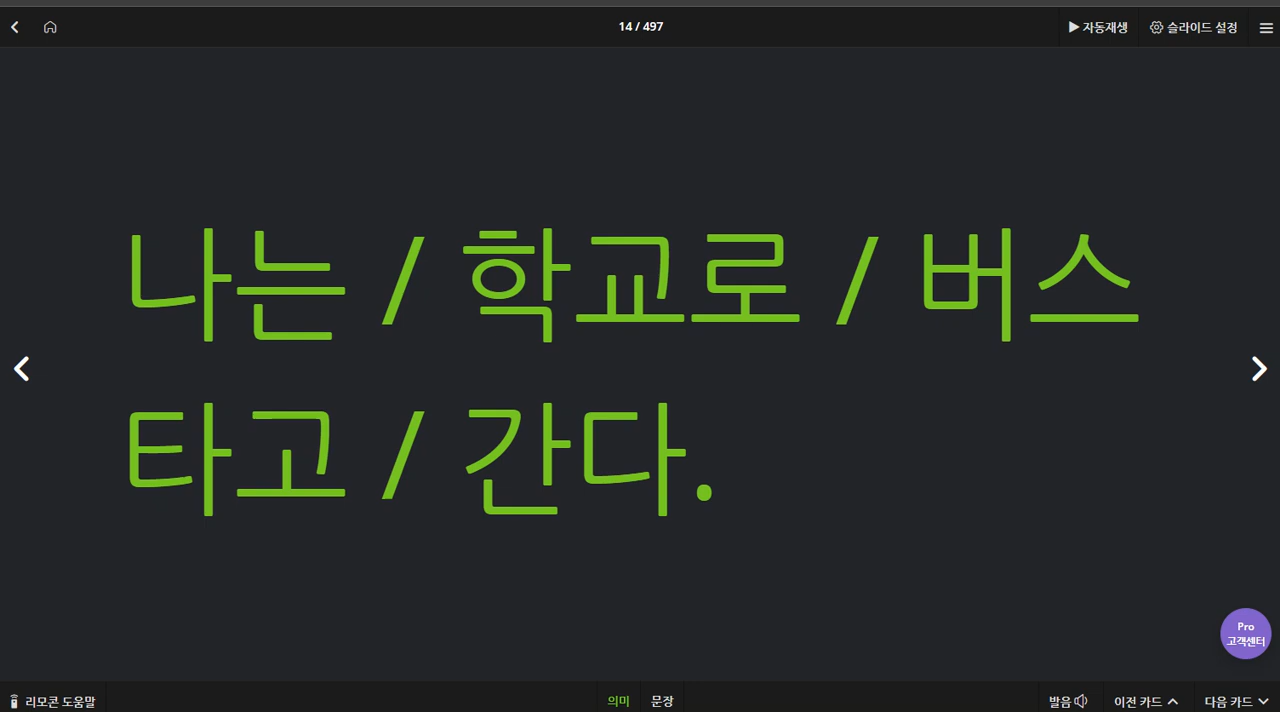 14 / 497
자동재생
슬라이드 설정
나는 / 학교로 / 버스
타고 / 간다.
Pro
고객센터
리모콘 도움말
의미
문장
발음
이전 카드
다음 카드